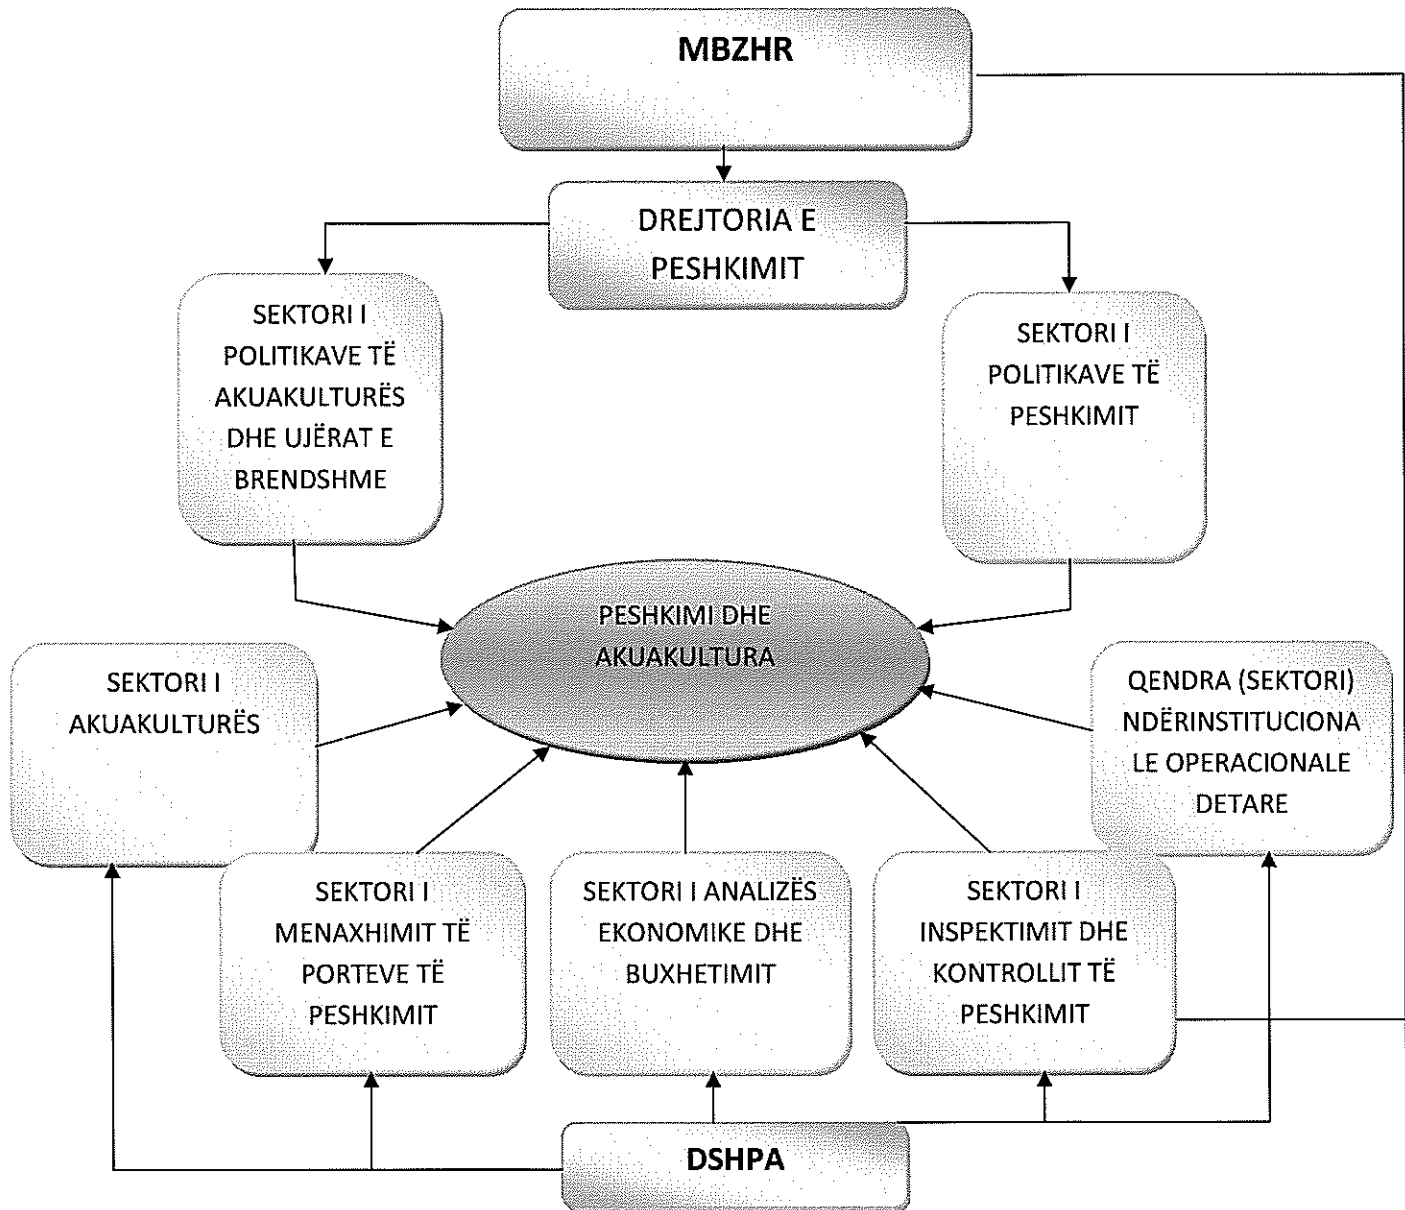 MBZHR
DREJTORIA E
PESHKIMIT
SEKTORI I
POLITIKAVE TË
AKUAKULTURËS
DHE UJËRAT E
BRENDSHME
SEKTORI I
POLITIKAVE TË
PESHKIMIT
PESHKIMI DHE
AKUAKULTURA
SEKTORI I
AKUAKULTURËS
QENDRA (SEKTORI)
NDËRINSTITUCIONA
LE OPERACIONALE
DETARE
SEKTORI I
MENAXHIMIT TË
PORTEVE TË
PESHKIMIT
SEKTORI I ANALIZËS
EKONOMIKE DHE
BUXHETIMIT
SEKTORI I
INSPEKTIMIT DHE
KONTROLLIT TË
PESHKIMIT
DSHPA